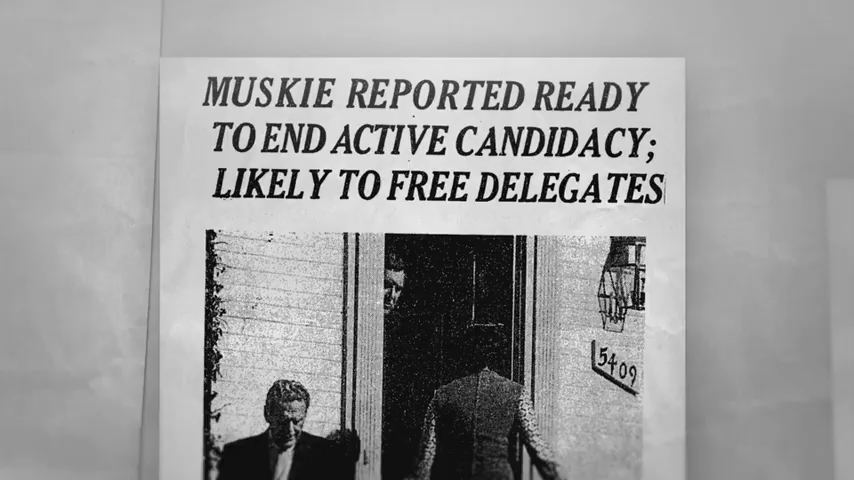 MUSKIE REPORTED READY
TO END ACTIVE CANDIDACY;
LIKELY TO FREE DELEGATES
5409